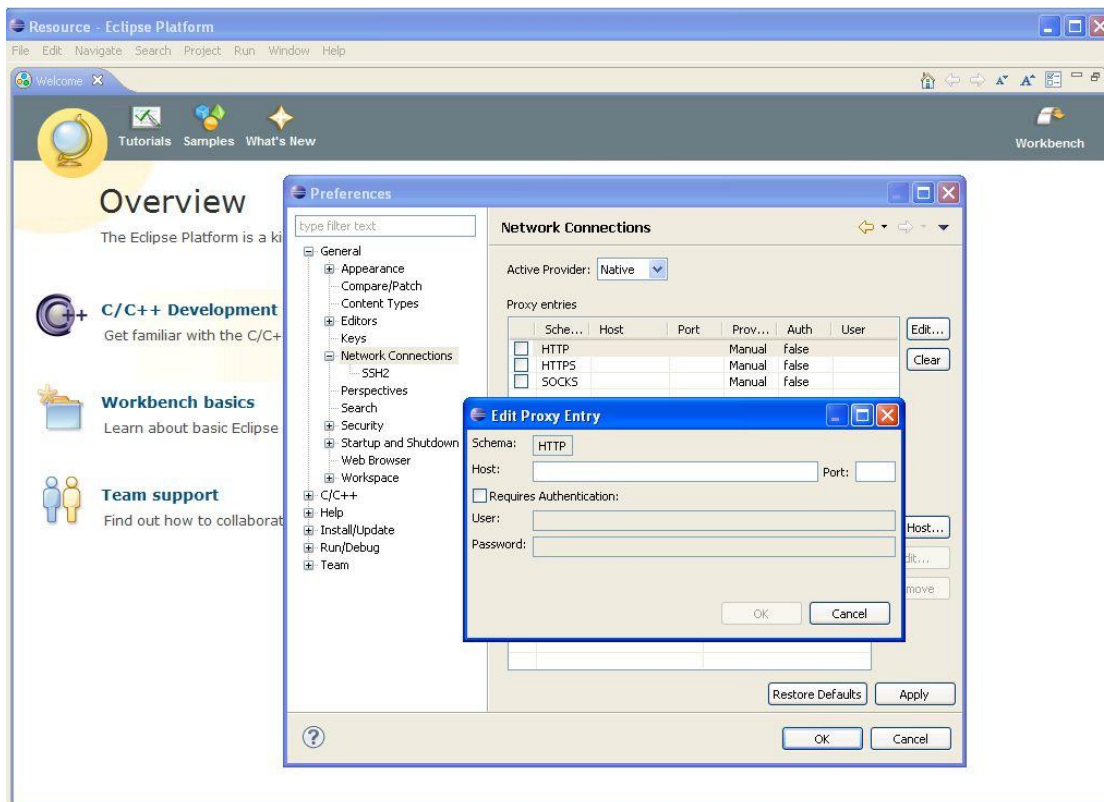 Resource - Eclipse Platform
File Edit Navigate Search Project Run Window Help
Welcome
Tutorials Samples What's New
Workbench
Overview
The Eclipse Platform is a ki
C/C++ Development
Get familiar with the C/C+
Workbench basics
Learn about basic Eclipse
Team support
Find out how to collaborat
Preferences
type filter text
General
Appearance
Compare/Patch
Content Types
Editors
Keys
Network Connections
SSH2
Perspectives
Search
Security
Startup and Shutdown
Web Browser
Workspace
C/C++
Help
Install/Update
Run/Debug
Team
Network Connections
Active Provider: Native
Proxy entries
Sche... Host Port Prov... Auth User
HTTP Manual false
HTTPS Manual false
SOCKS Manual false
Edit...
Clear
Edit Proxy Entry
Schema: HTTP
Host: Port:
Requires Authentication:
User:
Password:
OK Cancel
Host...
dit...
move
Restore Defaults Apply
OK Cancel